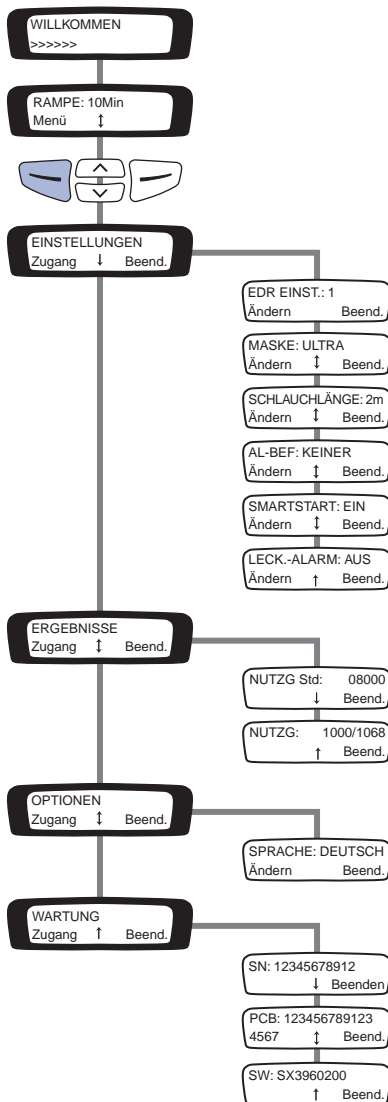 WILLKOMMEN
>>>>>>
RAMPE: 10Min
Menü ↕
EINSTELLUNGEN
Zugang ↓ Beend.
EDR EINST.: 1
Ändern Beend.
MASKE: ULTRA
Ändern ↕ Beend.
SCHLAUCHLÄNGE: 2m
Ändern ↕ Beend.
AL-BEF: KEINER
Ändern ↕ Beend.
SMARTSTART: EIN
Ändern ↕ Beend.
LECK.-ALARM: AUS
Ändern ↑ Beend.
ERGEBNISSE
Zugang ↕ Beend.
NUTZG Std: 08000
↓ Beend.
NUTZG: 1000/1068
↑ Beend.
OPTIONEN
Zugang ↕ Beend.
SPRACHE: DEUTSCH
Ändern Beend.
WARTUNG
Zugang ↑ Beend.
SN: 12345678912
↓ Beenden
PCB: 123456789123
4567 ↕ Beend.
SW: SX3960200
↑ Beend.